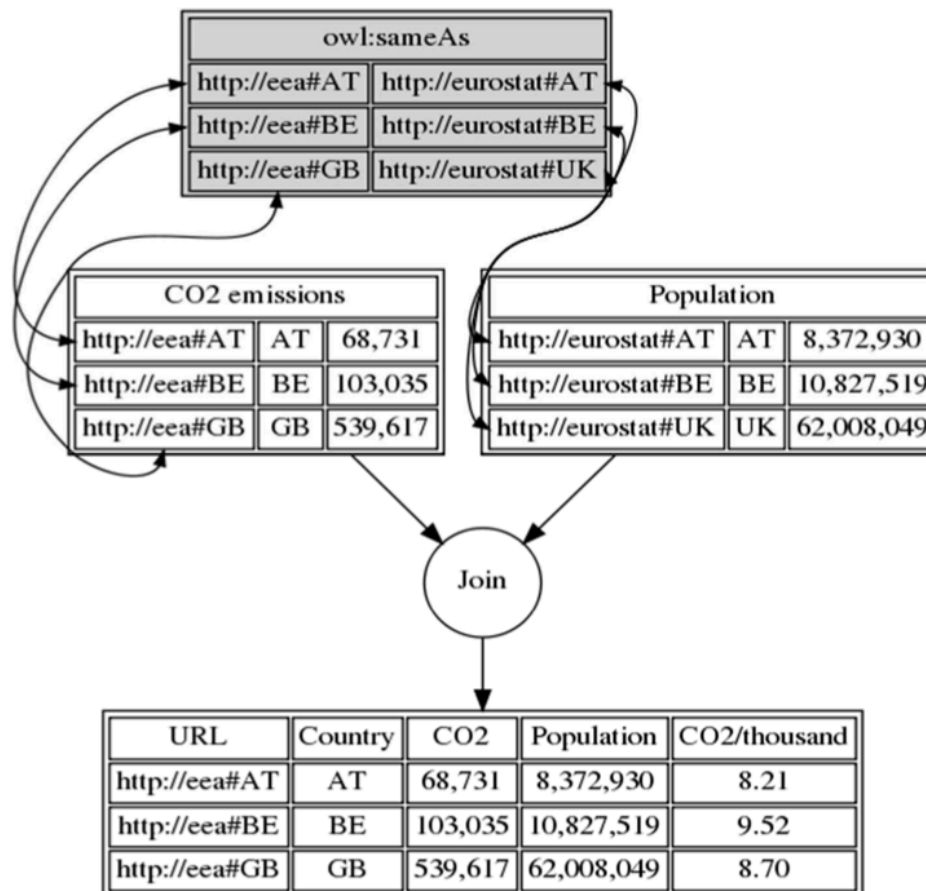 owl:sameAs
http://eea#AT http://eurostat#AT
http://eea#BE http://eurostat#BE
http://eea#GB http://eurostat#UK
CO2 emissions
http://eea#AT AT 68,731
http://eea#BE BE 103,035
http://eea#GB GB 539,617
Population
http://eurostat#AT AT 8,372,930
http://eurostat#BE BE 10,827,519
http://eurostat#UK UK 62,008,049
Join
URL Country CO2 Population CO2/thousand
http://eea#AT AT 68,731 8,372,930 8.21
http://eea#BE BE 103,035 10,827,519 9.52
http://eea#GB GB 539,617 62,008,049 8.70